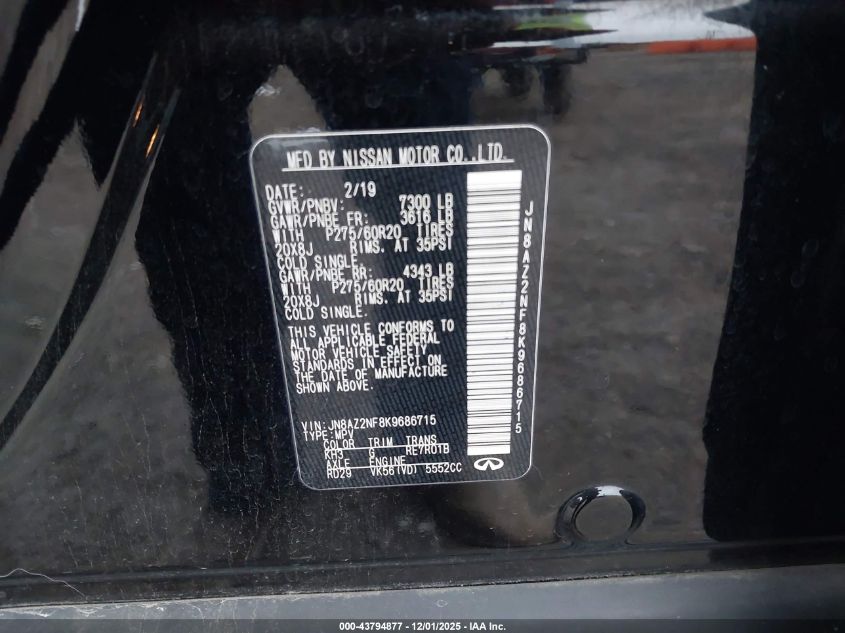 MFD BY NISSAN MOTOR CO.,LTD.
DATE: 2/19
GVWR/PNBV: 7300 LB
GAWR/PNBE FR: 3616 LB
WITH P275/60R20 TIRES
20X8J RIMS. AT 35PSI
COLD SINGLE.
GAWR/PNBE RR: 4343 LB
WITH P275/60R20 TIRES
20X8J RIMS. AT 35PSI
COLD SINGLE.
THIS VEHICLE CONFORMS TO
ALL APPLICABLE FEDERAL
MOTOR VEHICLE SAFETY
STANDARDS IN EFFECT ON
THE DATE OF MANUFACTURE
SHOWN ABOVE.
VIN:JN8AZ2NF8K9686715
TYPE:MPV
COLOR TRIM TRANS
KH3 G RE7R01B
AXLE ENGINE
RD29 VK56(VD) 5552CC
JN8AZ2NF8K9686715
000-43794877 - 12/01/2025 - IAA Inc.